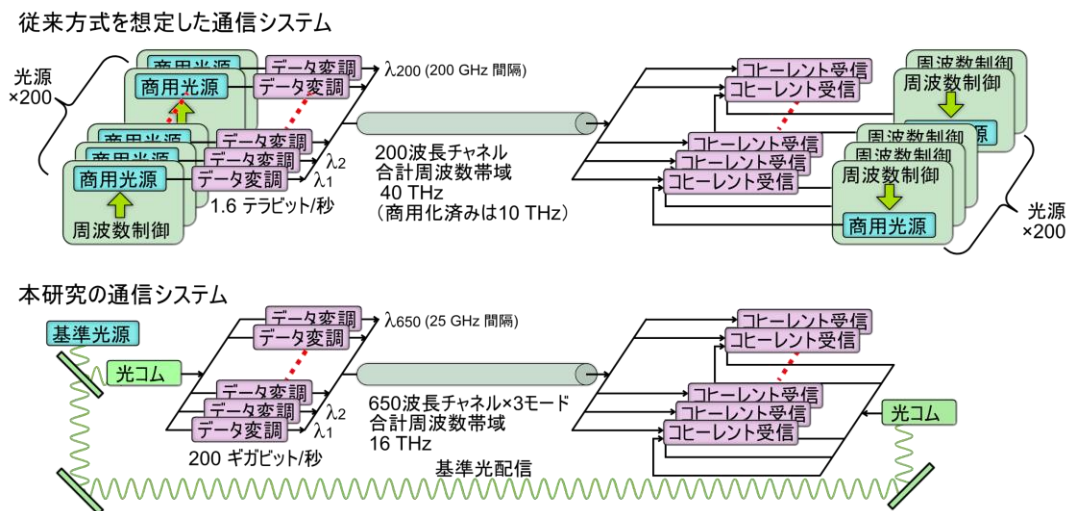 従来方式を想定した通信システム
光源
×200
商用光源
データ変調
λ200 (200 GHz 間隔)
商用光源
データ変調
商用光源
データ変調
商用光源
データ変調
λ2
商用光源
データ変調
λ1
周波数制御
1.6 テラビット/秒
200波長チャネル
合計周波数帯域
40 THz
（商用化済みは10 THz）
コヒーレント受信
コヒーレント受信
コヒーレント受信
コヒーレント受信
コヒーレント受信
周波数制御
周波数制御
周波数制御
周波数制御
周波数制御
商用光源
光源
×200
本研究の通信システム
基準光源
光コム
データ変調
λ650 (25 GHz 間隔)
データ変調
データ変調
データ変調
λ2
データ変調
λ1
200 ギガビット/秒
650波長チャネル×3モード
合計周波数帯域
16 THz
基準光配信
コヒーレント受信
コヒーレント受信
コヒーレント受信
コヒーレント受信
コヒーレント受信
光コム